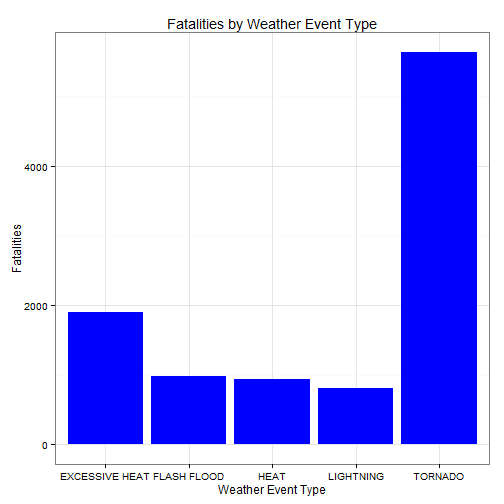 Fatalities by Weather Event Type
Fatalities
4000
2000
0
EXCESSIVE HEAT FLASH FLOOD HEAT LIGHTNING TORNADO
Weather Event Type